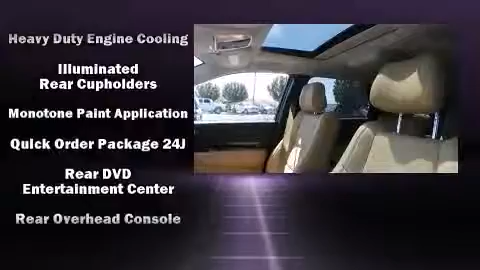 Heavy Duty Engine Cooling
Illuminated
Rear Cupholders
Monotone Paint Application
Quick Order Package 24J
Rear DVD
Entertainment Center
Rear Overhead Console